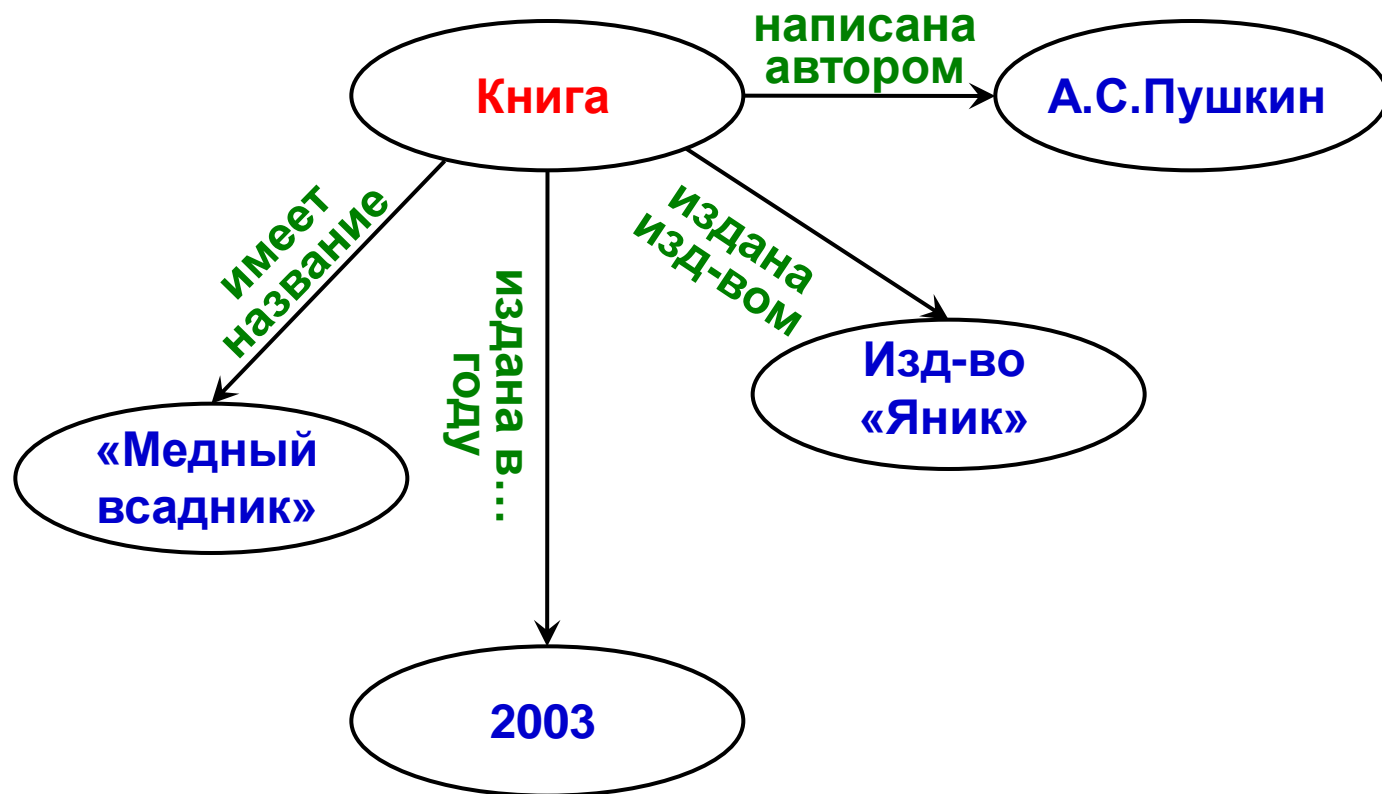 написана
автором
Книга
А.С.Пушкин
имеет
название
издана в…
году
издана
изд-вом
Изд-во
«Яник»
«Медный
всадник»
2003